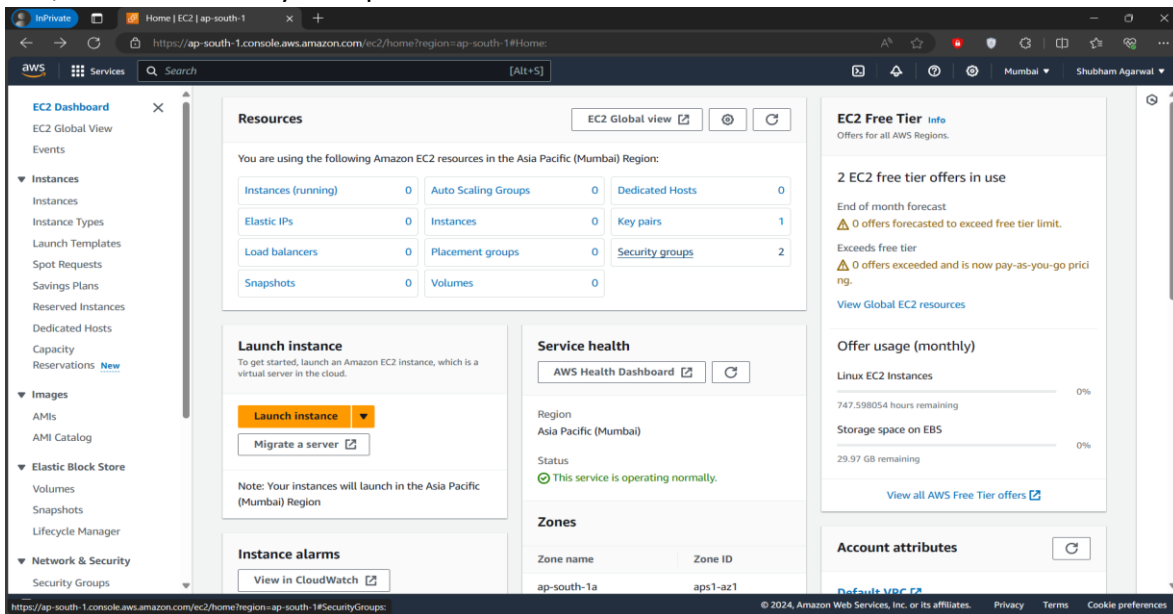 InPrivate
Home | EC2 | ap-south-1
https://ap-south-1.console.aws.amazon.com/ec2/home?region=ap-south-1#Home:
aws
Services
Search
[Alt+S]
Mumbai
Shubham Agarwal
EC2 Dashboard
EC2 Global View
Events
Instances
Instances
Instance Types
Launch Templates
Spot Requests
Savings Plans
Reserved Instances
Dedicated Hosts
Capacity
Reservations New
Images
AMIs
AMI Catalog
Elastic Block Store
Volumes
Snapshots
Lifecycle Manager
Network & Security
Security Groups
Resources
EC2 Global view
You are using the following Amazon EC2 resources in the Asia Pacific (Mumbai) Region:
Instances (running) 0
Auto Scaling Groups 0
Dedicated Hosts 0
Elastic IPs 0
Instances 0
Key pairs 1
Load balancers 0
Placement groups 0
Security groups 2
Snapshots 0
Volumes 0
Launch instance
To get started, launch an Amazon EC2 instance, which is a
virtual server in the cloud.
Launch instance
Migrate a server
Note: Your instances will launch in the Asia Pacific
(Mumbai) Region
Instance alarms
View in CloudWatch
Service health
AWS Health Dashboard
Region
Asia Pacific (Mumbai)
Status
This service is operating normally.
Zones
Zone name Zone ID
ap-south-1a aps1-az1
EC2 Free Tier Info
Offers for all AWS Regions.
2 EC2 free tier offers in use
End of month forecast
0 offers forecasted to exceed free tier limit.
Exceeds free tier
0 offers exceeded and is now pay-as-you-go prici
ng.
View Global EC2 resources
Offer usage (monthly)
Linux EC2 Instances
0%
747.598054 hours remaining
Storage space on EBS
0%
29.97 GB remaining
View all AWS Free Tier offers
Account attributes
Default VPC
https://ap-south-1.console.aws.amazon.com/ec2/home?region=ap-south-1#SecurityGroups:
© 2024, Amazon Web Services, Inc. or its affiliates.
Privacy
Terms
Cookie preferences